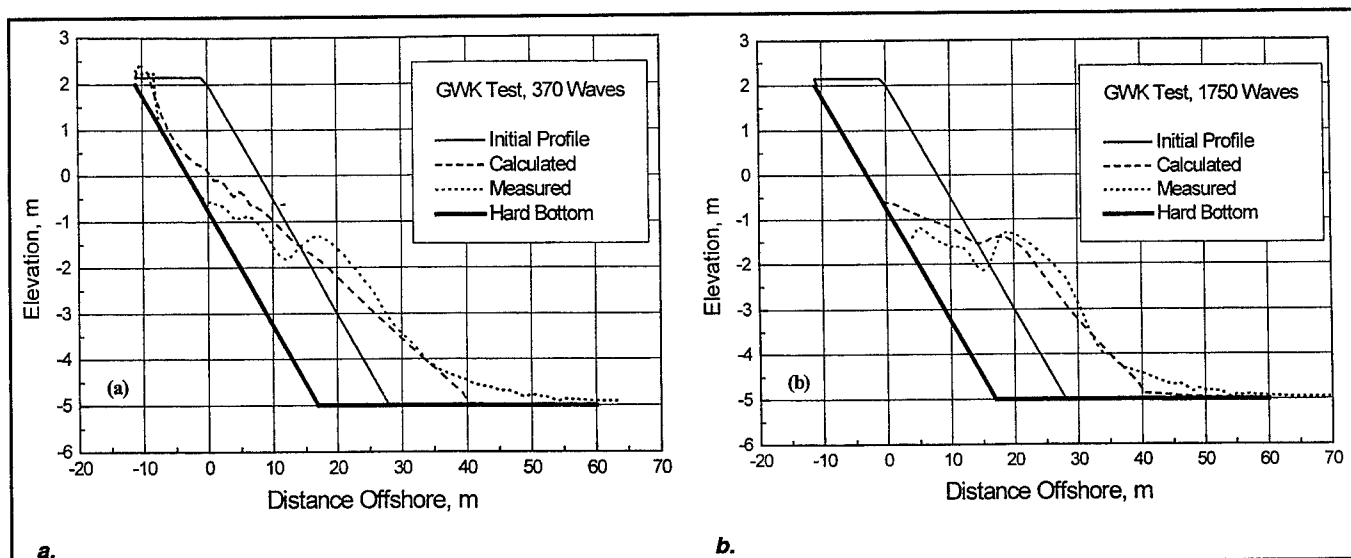 3
2
1
0
-1
-2
-3
-4
-5
-6
Elevation, m
GWK Test, 370 Waves
Initial Profile
Calculated
Measured
Hard Bottom
(a)
-20 -10 0 10 20 30 40 50 60 70
Distance Offshore, m
a.
3
2
1
0
-1
-2
-3
-4
-5
-6
Elevation, m
GWK Test, 1750 Waves
Initial Profile
Calculated
Measured
Hard Bottom
(b)
-20 -10 0 10 20 30 40 50 60 70
Distance Offshore, m
b.